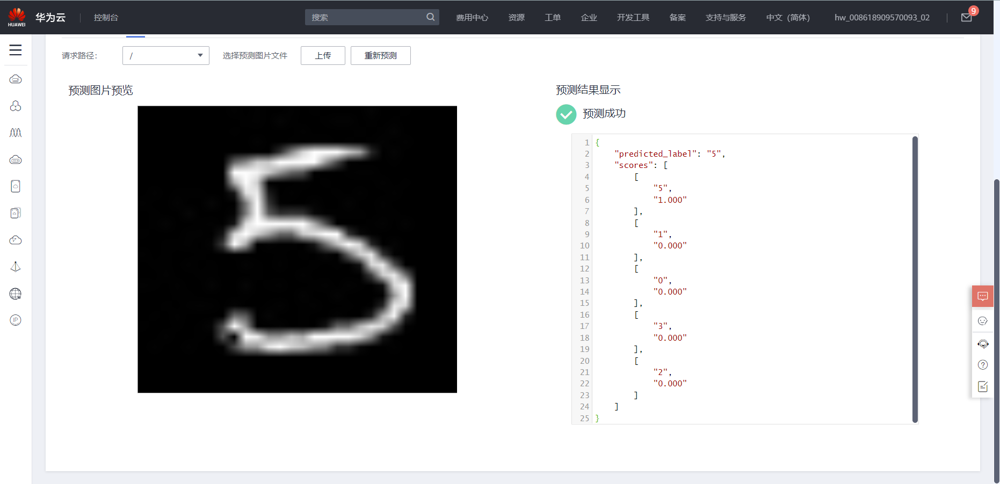 HUAWEI 华为云 控制台 搜索 费用中心 资源 工单 企业 开发工具 备案 支持与服务 中文（简体） hw_008618909570093_02 9
请求路径： / 选择预测图片文件 上传 重新预测
预测图片预览
5
预测结果显示
预测成功
1 {
2 "predicted_label": "5",
3 "scores": [
4 [
5 "5",
6 "1.000"
7 ],
8 [
9 "1",
10 "0.000"
11 ],
12 [
13 "0",
14 "0.000"
15 ],
16 [
17 "3",
18 "0.000"
19 ],
20 [
21 "2",
22 "0.000"
23 ]
24 ]
25 }
W
IP